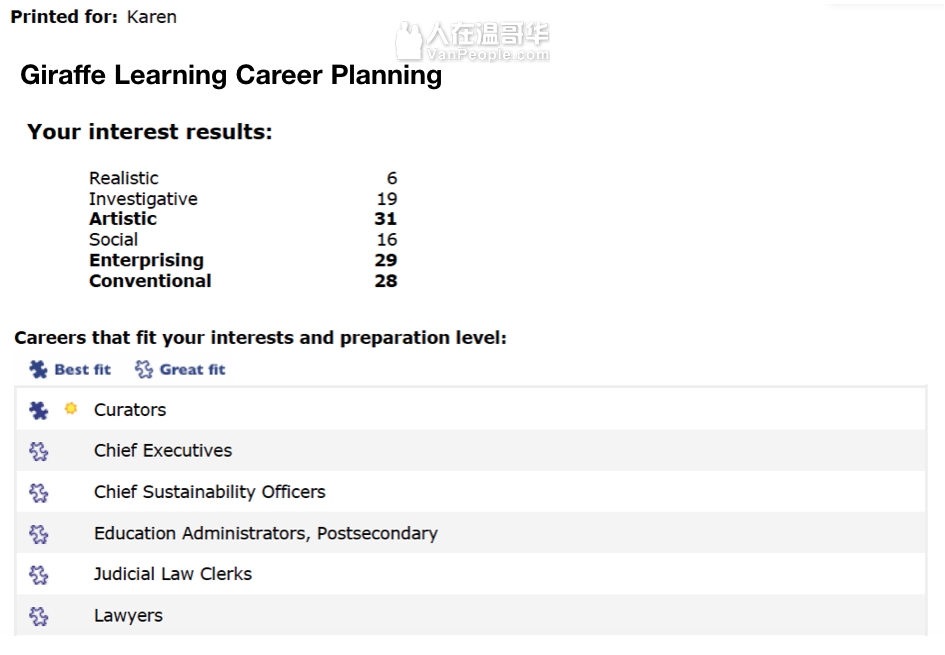 Printed for: Karen
人在温哥华
VanPeople.com
Giraffe Learning Career Planning
Your interest results:
Realistic 6
Investigative 19
Artistic 31
Social 16
Enterprising 29
Conventional 28
Careers that fit your interests and preparation level:
Best fit Great fit
Curators
Chief Executives
Chief Sustainability Officers
Education Administrators, Postsecondary
Judicial Law Clerks
Lawyers